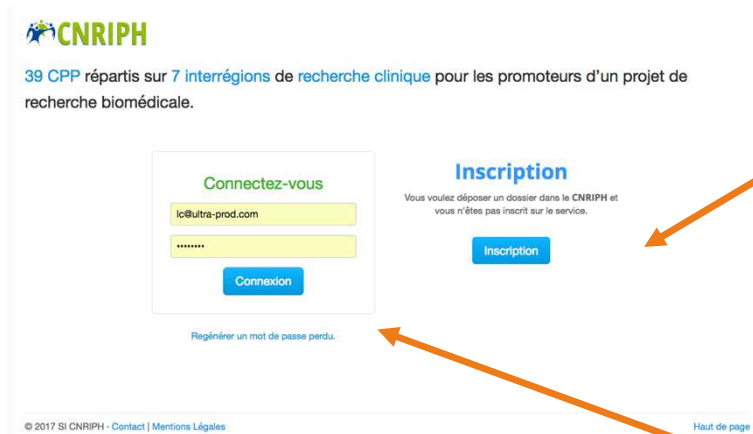 CNRIPH
39 CPP répartis sur 7 interrégions de recherche clinique pour les promoteurs d'un projet de
recherche biomédicale.
Connectez-vous
lc@ultra-prod.com
••••••••
Connexion
Regénérer un mot de passe perdu.
Inscription
Vous voulez déposer un dossier dans le CNRIPH et
vous n'êtes pas inscrit sur le service.
Inscription
© 2017 SI CNRIPH - Contact | Mentions Légales
Haut de page